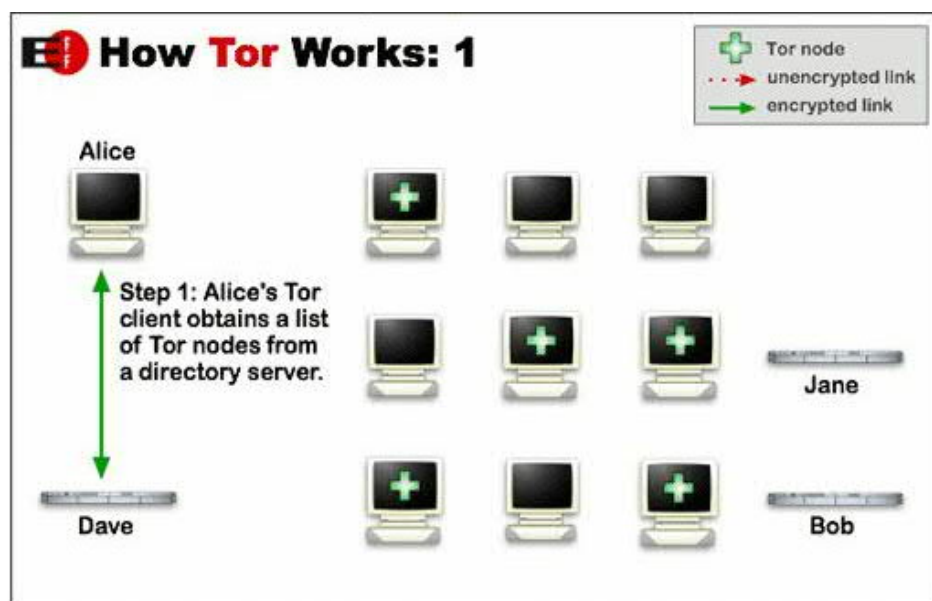 EFF How Tor Works: 1
Tor node
unencrypted link
encrypted link
Alice
Step 1: Alice's Tor
client obtains a list
of Tor nodes from
a directory server.
Jane
Dave
Bob